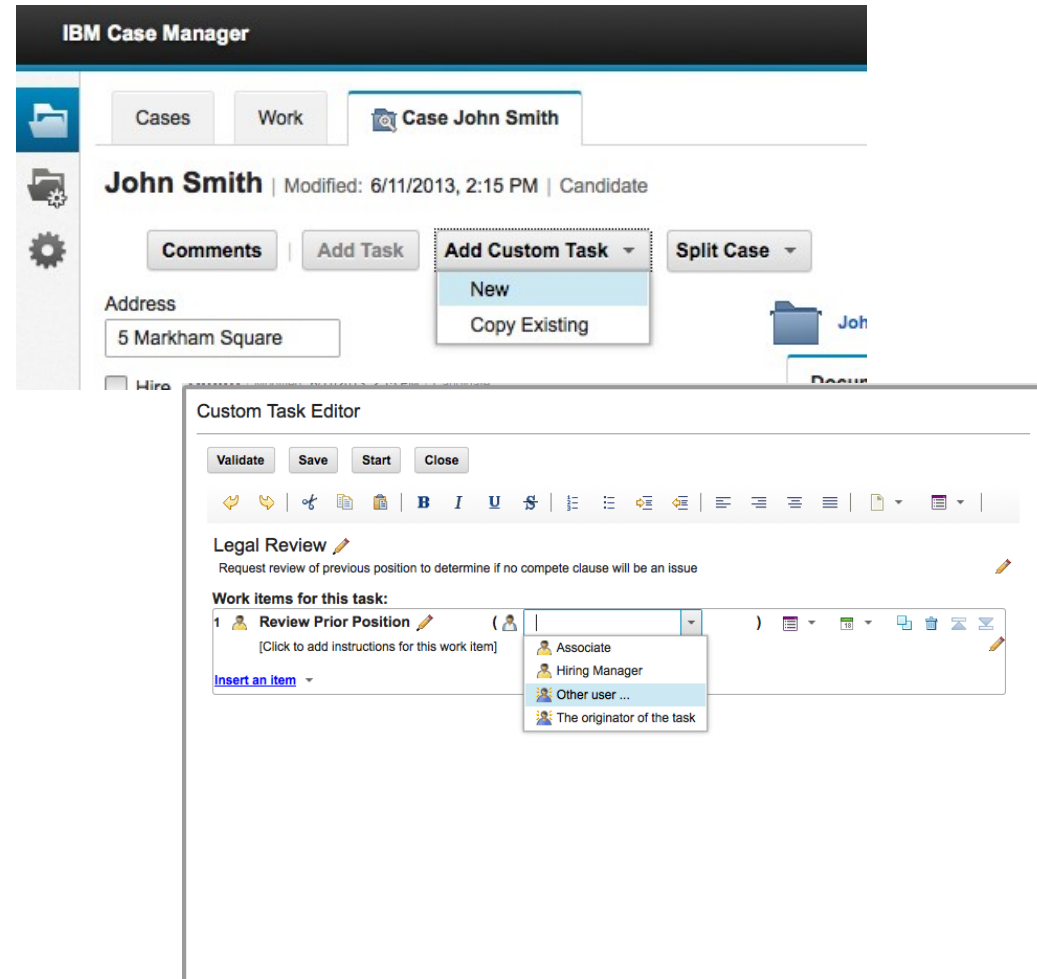 IBM Case Manager
Cases Work Case John Smith
John Smith | Modified: 6/11/2013, 2:15 PM | Candidate
Comments | Add Task Add Custom Task Split Case
New
Copy Existing
Address
5 Markham Square
Joh
Hire
Docum
Custom Task Editor
Validate Save Start Close
B I U S
Legal Review
Request review of previous position to determine if no compete clause will be an issue
Work items for this task:
1 Review Prior Position ( )
[Click to add instructions for this work item]
Insert an item
Associate
Hiring Manager
Other user ...
The originator of the task